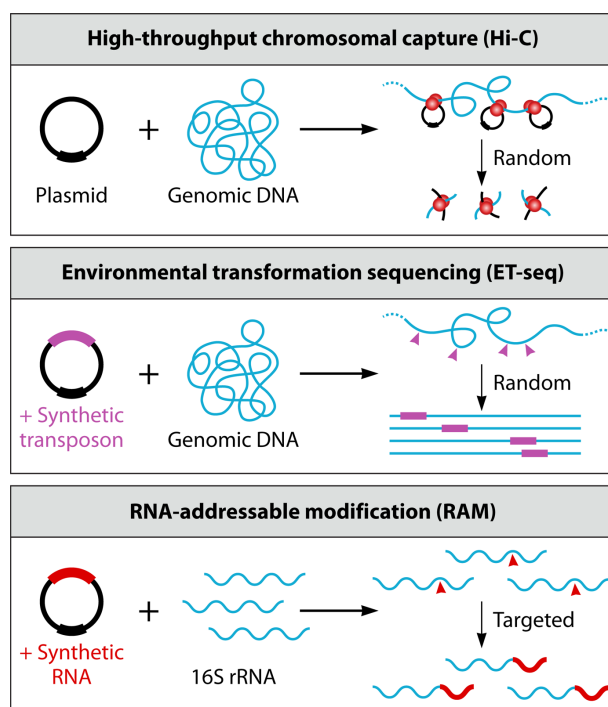 High-throughput chromosomal capture (Hi-C)
Plasmid
Genomic DNA
Random
Environmental transformation sequencing (ET-seq)
+ Synthetic
transposon
Genomic DNA
Random
RNA-addressable modification (RAM)
+ Synthetic
RNA
16S rRNA
Targeted